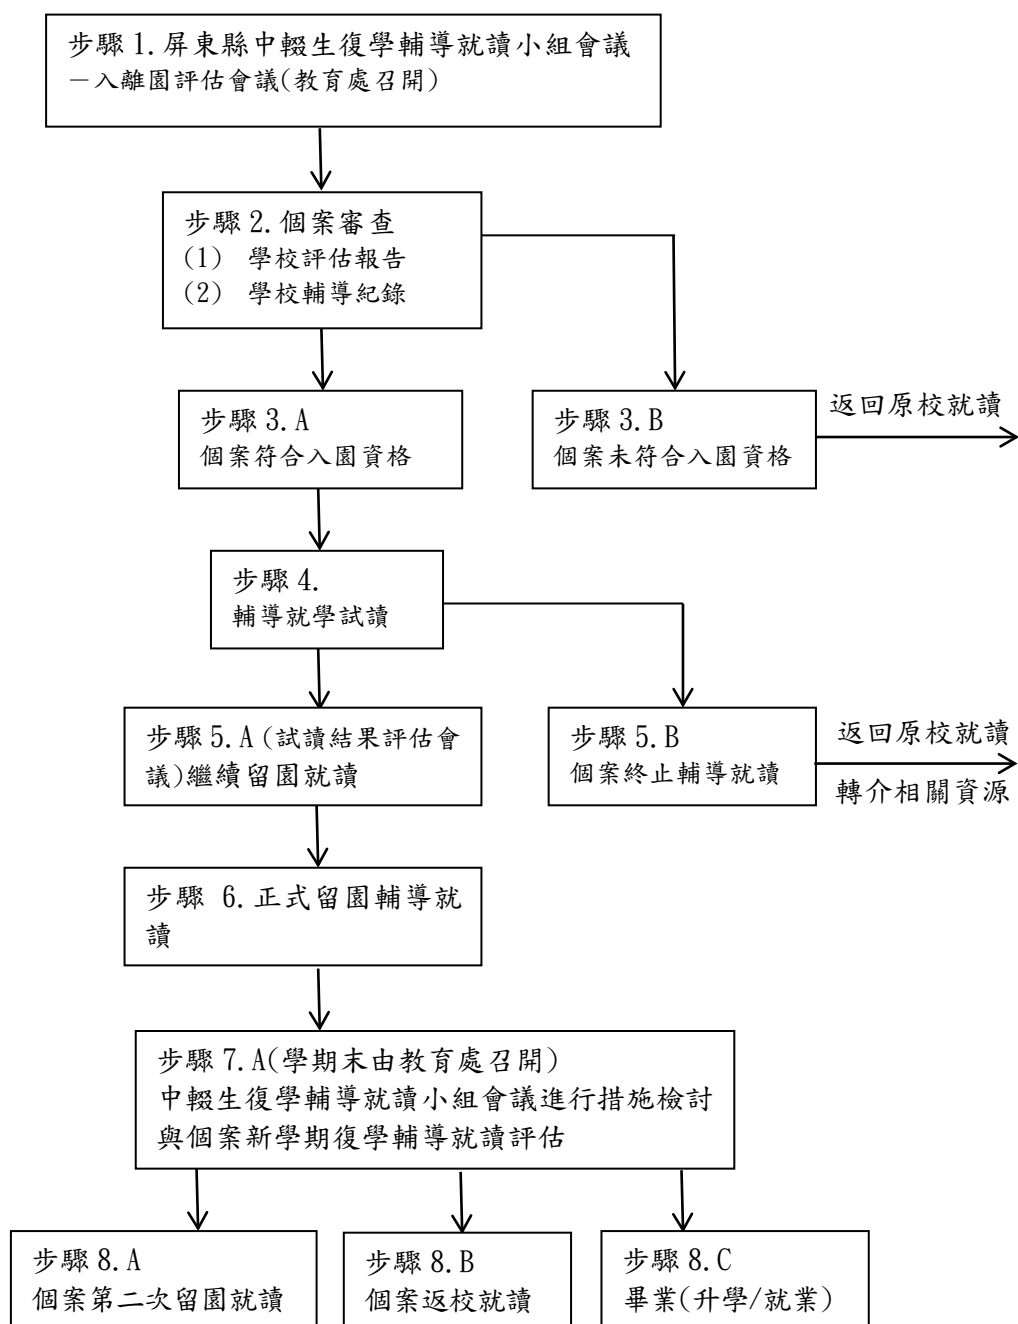 步驟 1.屏東縣中輟生復學輔導就讀小組會議
－入離園評估會議(教育處召開)
步驟 2.個案審查
(1) 學校評估報告
(2) 學校輔導紀錄
步驟 3.A
個案符合入園資格
步驟 3.B
個案未符合入園資格
返回原校就讀
步驟 4.
輔導就學試讀
步驟 5.A (試讀結果評估會
議)繼續留園就讀
步驟 5.B
個案終止輔導就讀
返回原校就讀
轉介相關資源
步驟 6.正式留園輔導就
讀
步驟 7.A(學期末由教育處召開)
中輟生復學輔導就讀小組會議進行措施檢討
與個案新學期復學輔導就讀評估
步驟 8.A
個案第二次留園就讀
步驟 8.B
個案返校就讀
步驟 8.C
畢業(升學/就業)